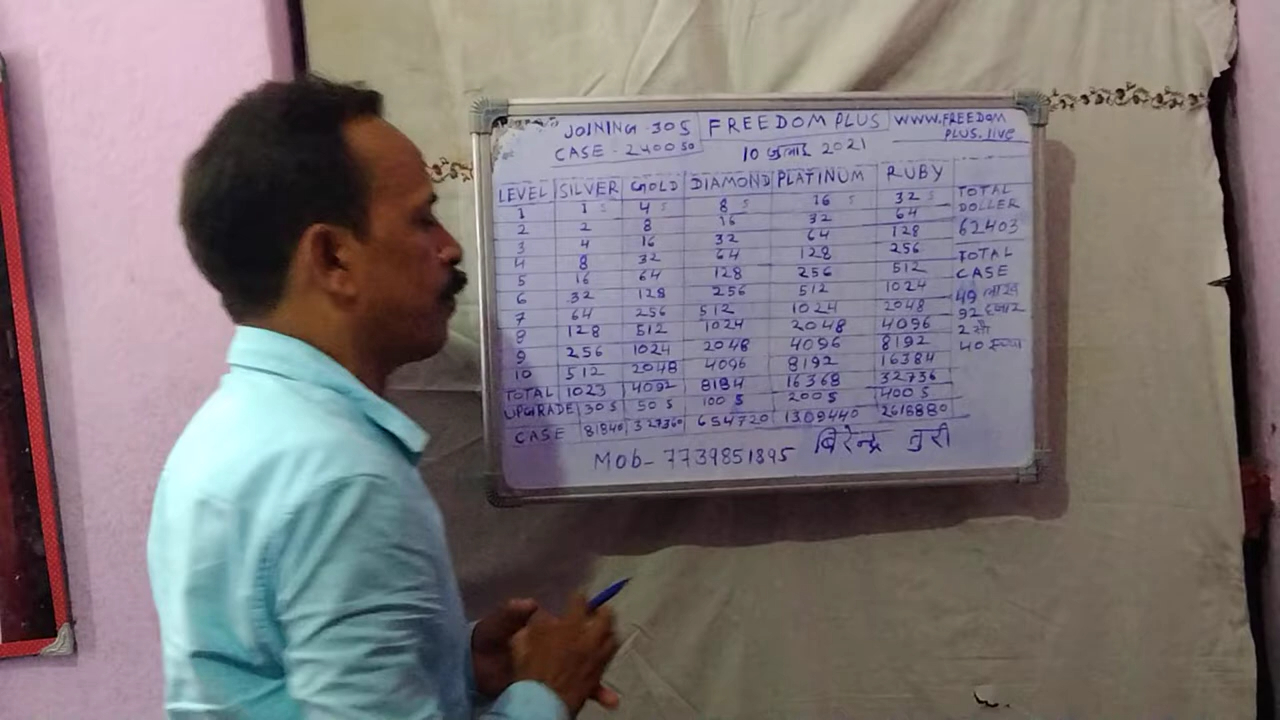 JOINING - 30 $ FREEDOM PLUS WWW.FREEDOM
CASE - 2400 50 PLUS.live
10 जुलाई 2021
LEVEL SILVER GOLD DIAMOND PLATINUM RUBY TOTAL
1 1 $ 4 $ 8 $ 16 $ 32 $ DOLLER
2 2 8 16 32 64 62403
3 4 16 32 64 128
4 8 32 64 128 256 TOTAL
5 16 64 128 256 512 CASE
6 32 128 256 512 1024 49 लाख
7 64 256 512 1024 2048 92 हजार
8 128 512 1024 2048 4096 2 सौ
9 256 1024 2048 4096 8192 40 रुपया
10 512 2048 4096 8192 16384
TOTAL 1023 4092 8184 16368 32736
UPGRADE 30 $ 50 $ 100 $ 200 $ 400 $
CASE 81840 327360 654720 1309440 2618880
Mob- 7739851895 बिरेन्द्र तुरी